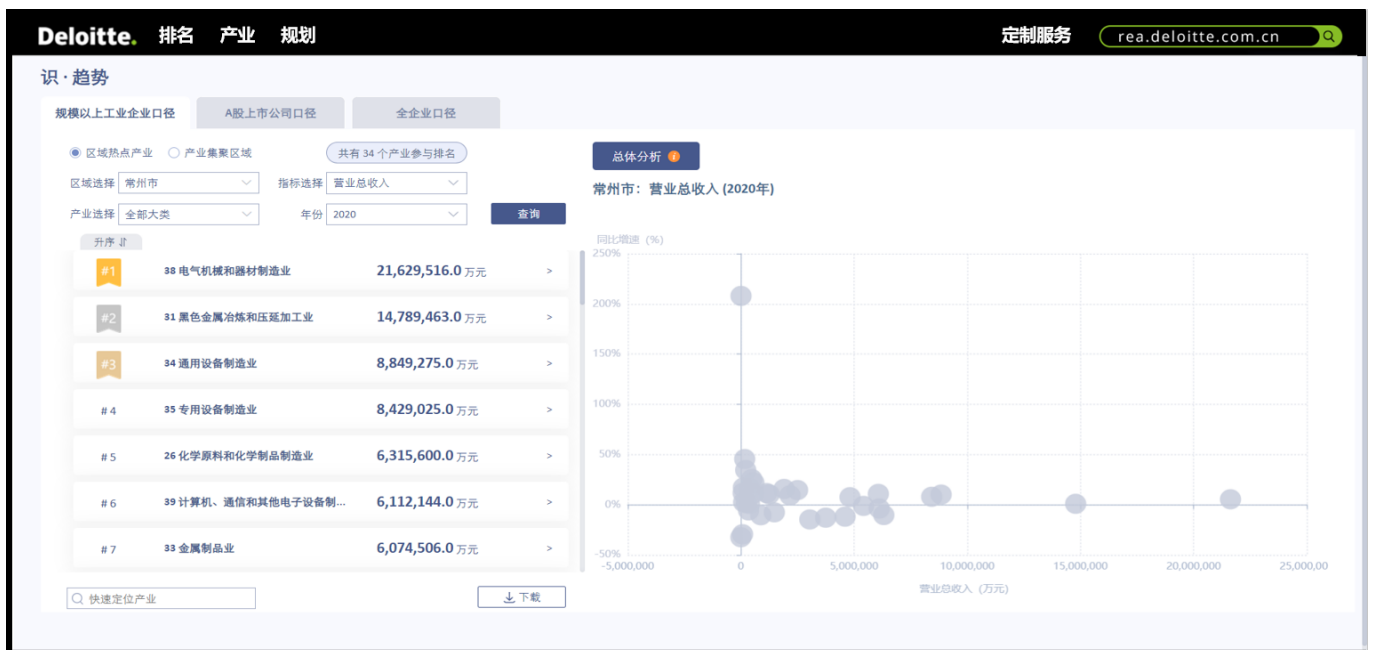 Deloitte. 排名 产业 规划 定制服务 rea.deloitte.com.cn
识·趋势
规模以上工业企业口径 A股上市公司口径 全企业口径
区域热点产业 产业集聚区域 共有 34 个产业参与排名
区域选择 常州市 指标选择 营业总收入
产业选择 全部大类 年份 2020 查询
升序
#1 38 电气机械和器材制造业 21,629,516.0 万元 >
#2 31 黑色金属冶炼和压延加工业 14,789,463.0 万元 >
#3 34 通用设备制造业 8,849,275.0 万元 >
#4 35 专用设备制造业 8,429,025.0 万元 >
#5 26 化学原料和化学制品制造业 6,315,600.0 万元 >
#6 39 计算机、通信和其他电子设备制... 6,112,144.0 万元 >
#7 33 金属制品业 6,074,506.0 万元 >
快速定位产业 下载
总体分析
常州市：营业总收入 (2020年)
同比增速 (%)
250%
200%
150%
100%
50%
0%
-50%
-5,000,000 0 5,000,000 10,000,000 15,000,000 20,000,000 25,000,00
营业总收入 (万元)